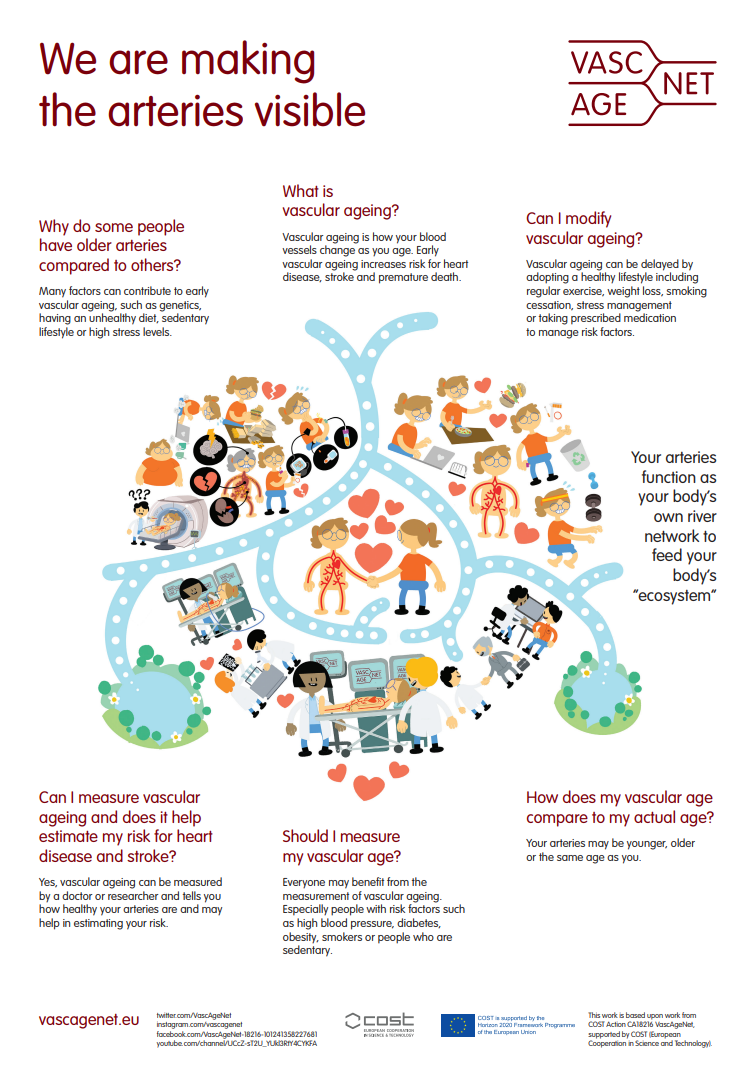 We are making
the arteries visible
VASC
AGE
NET
What is
vascular ageing?
Vascular ageing is how your blood
vessels change as you age. Early
vascular ageing increases risk for heart
disease, stroke and premature death.
Why do some people
have older arteries
compared to others?
Many factors can contribute to early
vascular ageing, such as genetics,
having an unhealthy diet, sedentary
lifestyle or high stress levels.
Can I modify
vascular ageing?
Vascular ageing can be delayed by
adopting a healthy lifestyle including
regular exercise, weight loss, smoking
cessation, stress management
or taking prescribed medication
to manage risk factors.
Your arteries
function as
your body's
own river
network to
feed your
body's
"ecosystem"
???
VASC
AGE
NET
Can I measure vascular
ageing and does it help
estimate my risk for heart
disease and stroke?
Yes, vascular ageing can be measured
by a doctor or researcher and tells you
how healthy your arteries are and may
help in estimating your risk.
Should I measure
my vascular age?
Everyone may benefit from the
measurement of vascular ageing.
Especially people with risk factors such
as high blood pressure, diabetes,
obesity, smokers or people who are
sedentary.
How does my vascular age
compare to my actual age?
Your arteries may be younger, older
or the same age as you.
vascagenet.eu
twitter.com/VascAgeNet
instagram.com/vascagenet
facebook.com/VascAgeNet-18216-101241358227681
youtube.com/channel/UCcZ-sT2U_YUkl3RtY4CYKFA
cost
EUROPEAN COOPERATION
IN SCIENCE & TECHNOLOGY
COST is supported by the
Horizon 2020 Framework Programme
of the European Union
This work is based upon work from
COST Action CA18216 VascAgeNet,
supported by COST (European
Cooperation in Science and Technology).